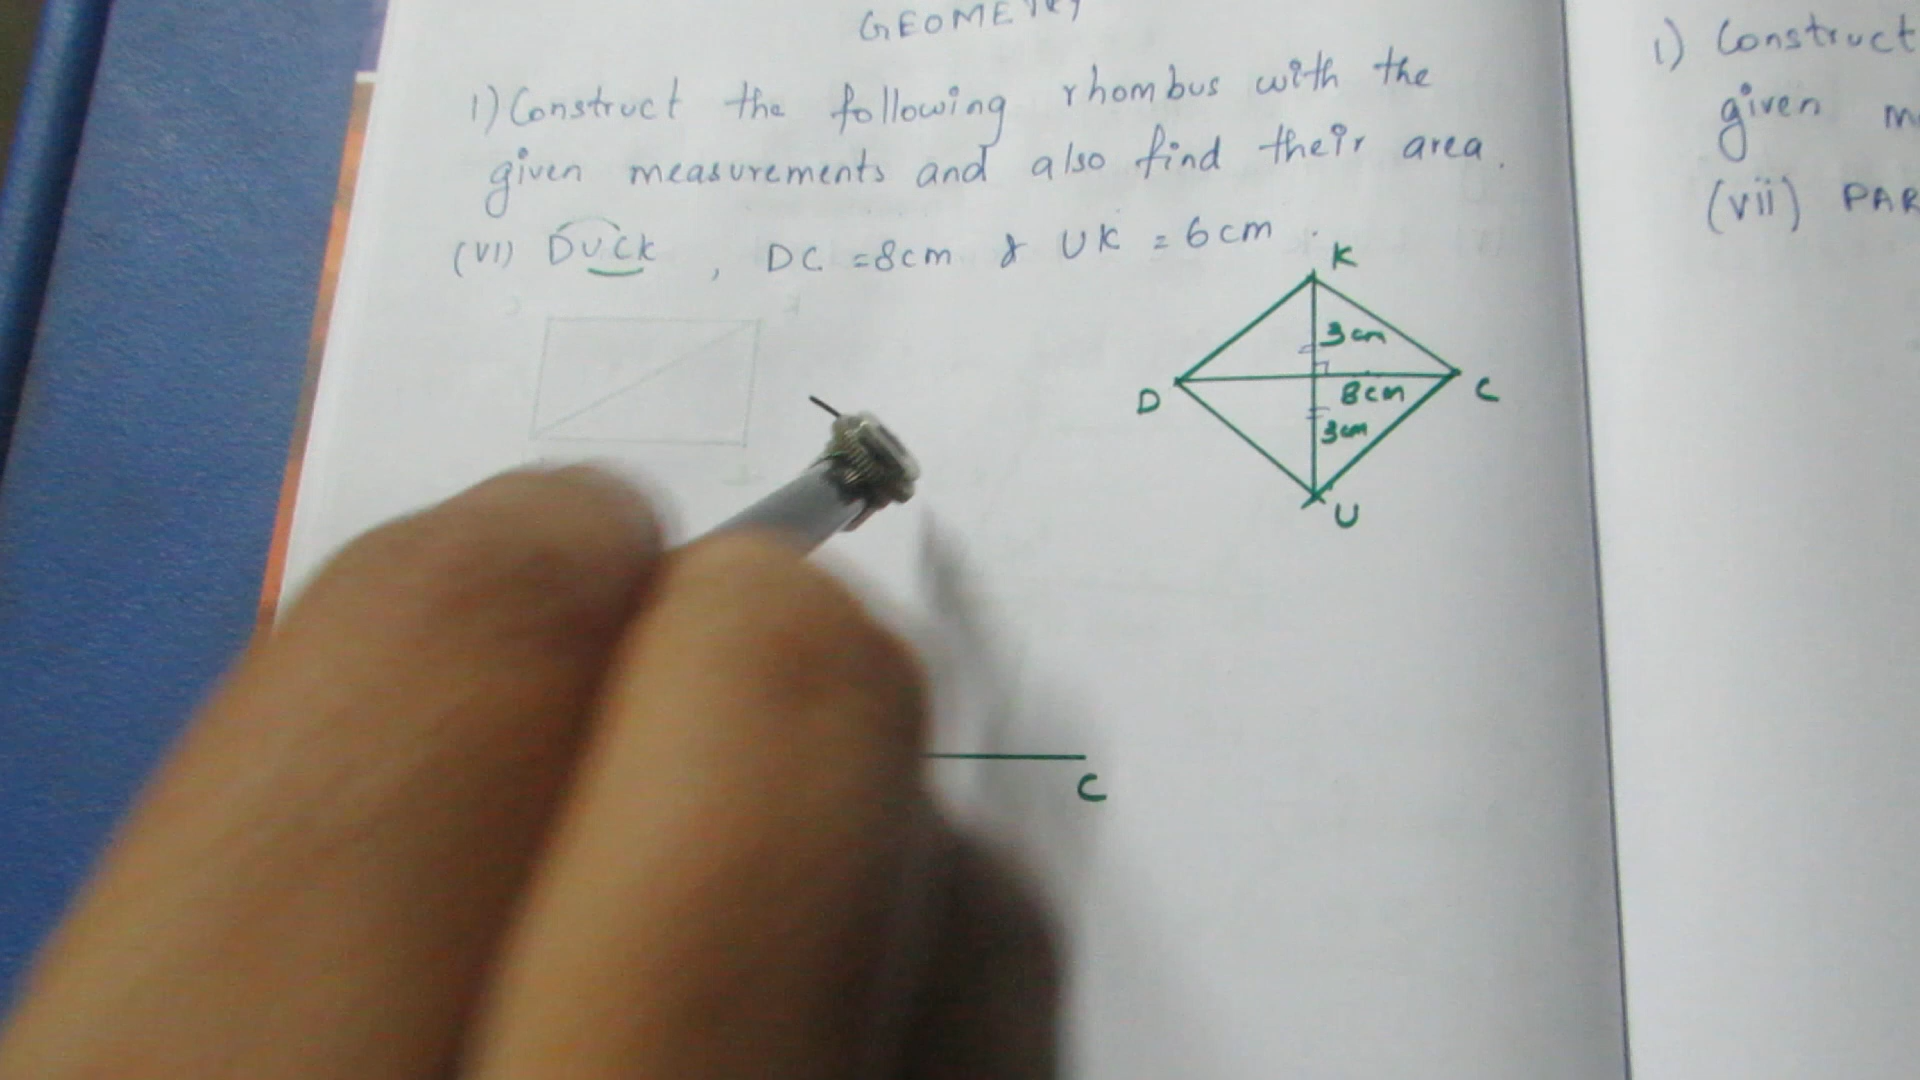 GEOMETRY
1) Construct the following rhombus with the
given measurements and also find their area.
(VI) DUCK, DC = 8cm & UK = 6cm.
K
3cm
D
8cm
C
3cm
U
C
1) Construct
given
(vii) PAR